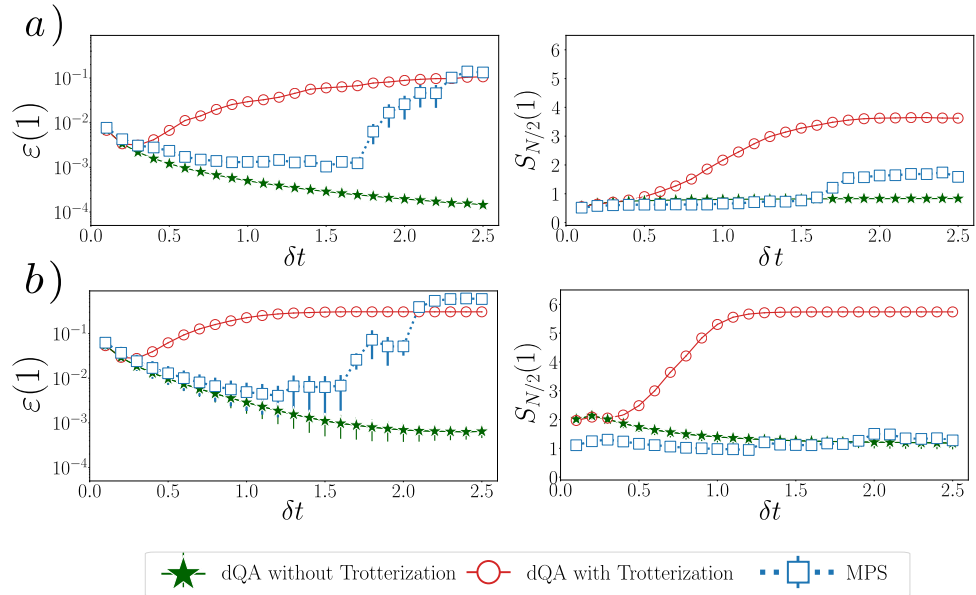 a)
ε(1)
10⁻¹
10⁻²
10⁻³
10⁻⁴
0.0 0.5 1.0 1.5 2.0 2.5
δt
S_{N/2}(1)
6
5
4
3
2
1
0
0.0 0.5 1.0 1.5 2.0 2.5
δt
b)
ε(1)
10⁻¹
10⁻²
10⁻³
10⁻⁴
0.0 0.5 1.0 1.5 2.0 2.5
δt
S_{N/2}(1)
6
5
4
3
2
1
0
0.0 0.5 1.0 1.5 2.0 2.5
δt
dQA without Trotterization dQA with Trotterization MPS